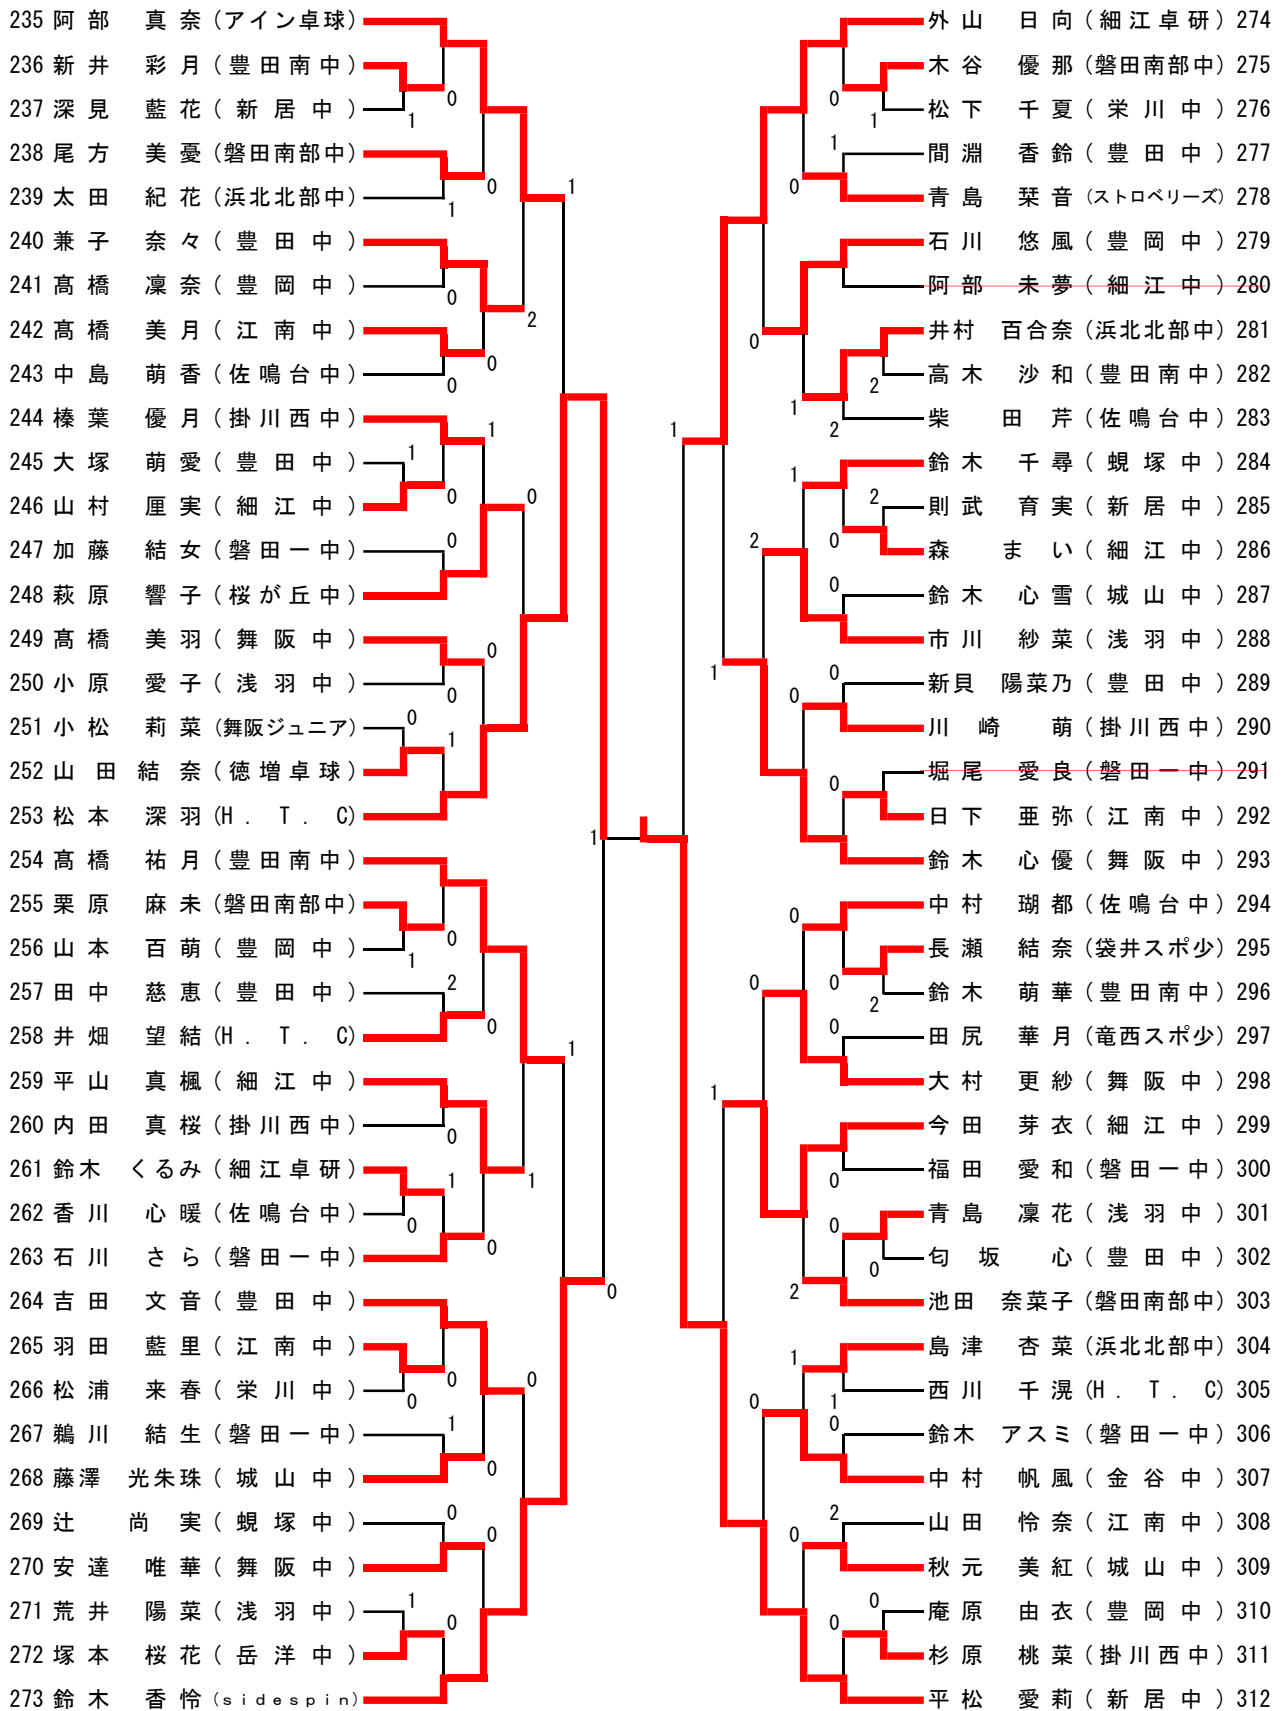 235 阿部 真奈 (アイン卓球)
236 新井 彩月 (豊田南中)
237 深見 藍花 (新居中)
238 尾方 美憂 (磐田南部中)
239 太田 紀花 (浜北北部中)
240 兼子 奈々 (豊田中)
241 髙橋 凜奈 (豊岡中)
242 髙橋 美月 (江南中)
243 中島 萌香 (佐鳴台中)
244 榛葉 優月 (掛川西中)
245 大塚 萌愛 (豊田中)
246 山村 厘実 (細江中)
247 加藤 結女 (磐田一中)
248 萩原 響子 (桜が丘中)
249 髙橋 美羽 (舞阪中)
250 小原 愛子 (浅羽中)
251 小松 莉菜 (舞阪ジュニア)
252 山田結奈 (徳増卓球)
253 松本 深羽 (H.T.C)
254 髙橋 祐月 (豊田南中)
255 栗原 麻未 (磐田南部中)
256 山本 百萌 (豊岡中)
257 田中 慈恵 (豊田中)
258 井畑 望結 (H.T.C)
259 平山 真楓 (細江中)
260 内田 真桜 (掛川西中)
261 鈴木 くるみ (細江卓研)
262 香川 心暖 (佐鳴台中)
263 石川 さら (磐田一中)
264 吉田 文音 (豊田中)
265 羽田 藍里 (江南中)
266 松浦 来春 (栄川中)
267 鵜川 結生 (磐田一中)
268 藤澤 光朱珠 (城山中)
269 辻 尚実 (蜆塚中)
270 安達 唯華 (舞阪中)
271 荒井 陽菜 (浅羽中)
272 塚本 桜花 (岳洋中)
273 鈴木 香怜 (sidespin)
外山 日向 (細江卓研) 274
木谷 優那 (磐田南部中) 275
松下 千夏 (栄川中) 276
間淵 香鈴 (豊田中) 277
青島 栞音 (ストロベリーズ) 278
石川 悠風 (豊岡中) 279
阿部 未夢 (細江中) 280
井村 百合奈 (浜北北部中) 281
高木 沙和 (豊田南中) 282
柴田 芹 (佐鳴台中) 283
鈴木 千尋 (蜆塚中) 284
則武 育実 (新居中) 285
森 まい (細江中) 286
鈴木 心雪 (城山中) 287
市川 紗菜 (浅羽中) 288
新貝 陽菜乃 (豊田中) 289
川崎 萌 (掛川西中) 290
堀尾 愛良 (磐田一中) 291
日下 亜弥 (江南中) 292
鈴木 心優 (舞阪中) 293
中村 瑚都 (佐鳴台中) 294
長瀬 結奈 (袋井スポ少) 295
鈴木 萌華 (豊田南中) 296
田尻 華月 (竜西スポ少) 297
大村 更紗 (舞阪中) 298
今田 芽衣 (細江中) 299
福田 愛和 (磐田一中) 300
青島 凜花 (浅羽中) 301
匂坂 心 (豊田中) 302
池田 奈菜子 (磐田南部中) 303
島津 杏菜 (浜北北部中) 304
西川 千滉 (H.T.C) 305
鈴木 アスミ (磐田一中) 306
中村 帆風 (金谷中) 307
山田 怜奈 (江南中) 308
秋元 美紅 (城山中) 309
庵原 由衣 (豊岡中) 310
杉原 桃菜 (掛川西中) 311
平松 愛莉 (新居中) 312